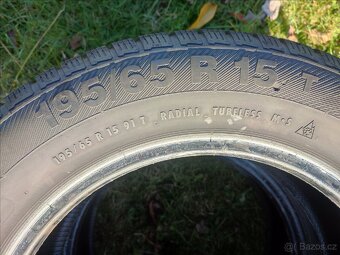 195/65 R 15 T
195/65 R 15 91 T RADIAL TUBELESS M+S
bazos.cz